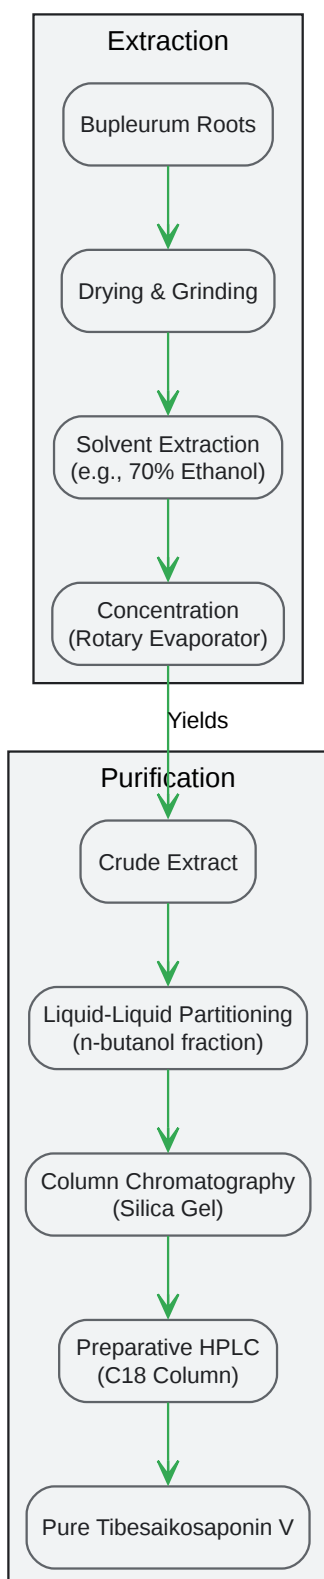 Extraction
Bupleurum Roots
Drying & Grinding
Solvent Extraction
(e.g., 70% Ethanol)
Concentration
(Rotary Evaporator)
Yields
Purification
Crude Extract
Liquid-Liquid Partitioning
(n-butanol fraction)
Column Chromatography
(Silica Gel)
Preparative HPLC
(C18 Column)
Pure Tibesaikosaponin V